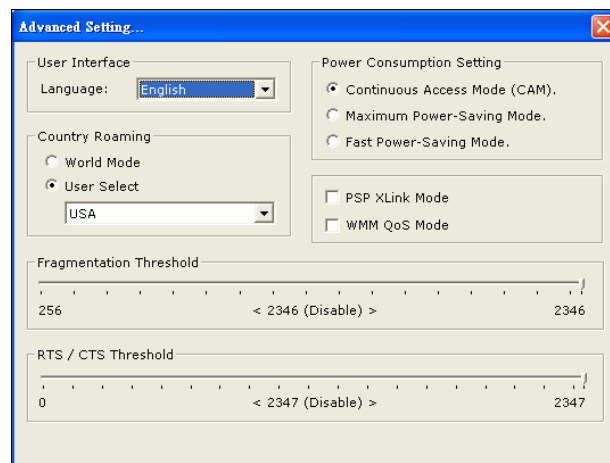 Advanced Setting...
User Interface
Language: English
Country Roaming
World Mode
User Select
USA
Power Consumption Setting
Continuous Access Mode (CAM).
Maximum Power-Saving Mode.
Fast Power-Saving Mode.
PSP XLink Mode
WMM QoS Mode
Fragmentation Threshold
256 < 2346 (Disable) > 2346
RTS / CTS Threshold
0 < 2347 (Disable) > 2347